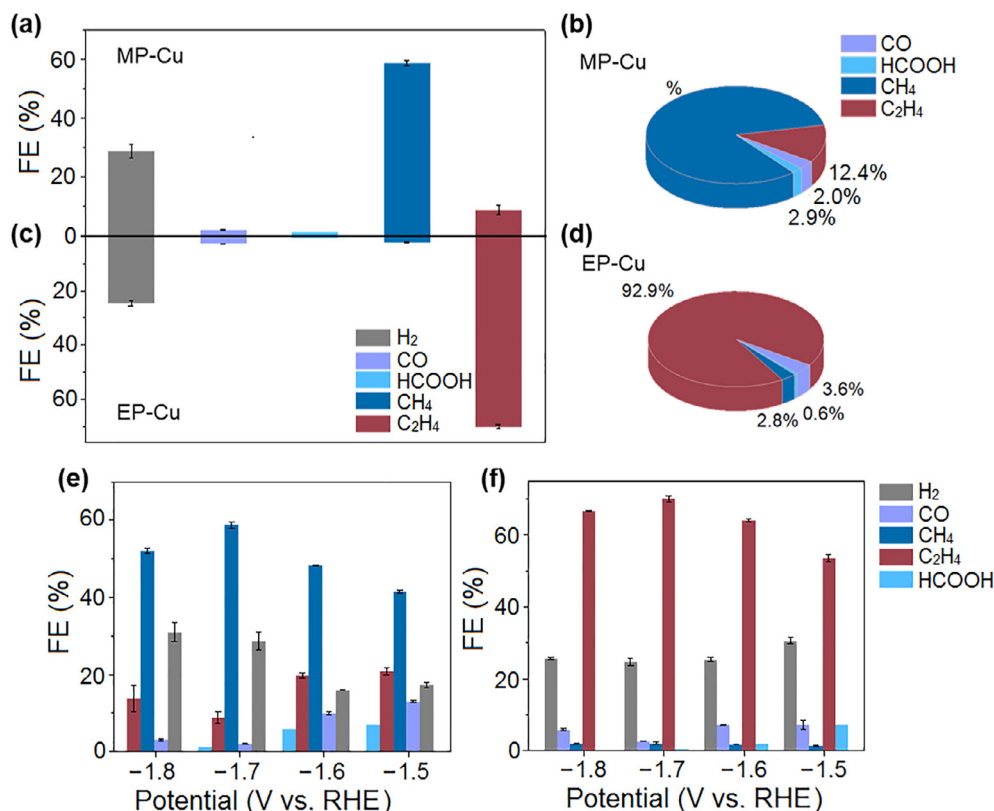 (a)
MP-Cu
FE (%)
60
40
20
0
(c)
20
40
60
FE (%)
EP-Cu
H₂
CO
HCOOH
CH₄
C₂H₄
(b)
MP-Cu
%
12.4%
2.0%
2.9%
CO
HCOOH
CH₄
C₂H₄
(d)
EP-Cu
92.9%
3.6%
0.6%
2.8%
(e)
FE (%)
60
40
20
0
−1.8 −1.7 −1.6 −1.5
Potential (V vs. RHE)
(f)
FE (%)
60
40
20
0
−1.8 −1.7 −1.6 −1.5
Potential (V vs. RHE)
H₂
CO
CH₄
C₂H₄
HCOOH